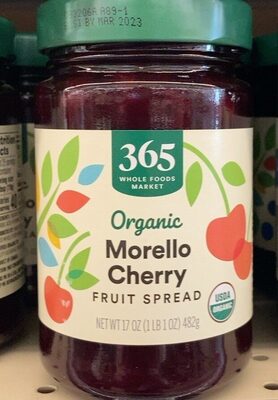 BY MAR 2023
365
WHOLE FOODS
MARKET
Organic
Morello
Cherry
FRUIT SPREAD
USDA
ORGANIC
NET WT 17 OZ (1 LB 1 OZ) 482g